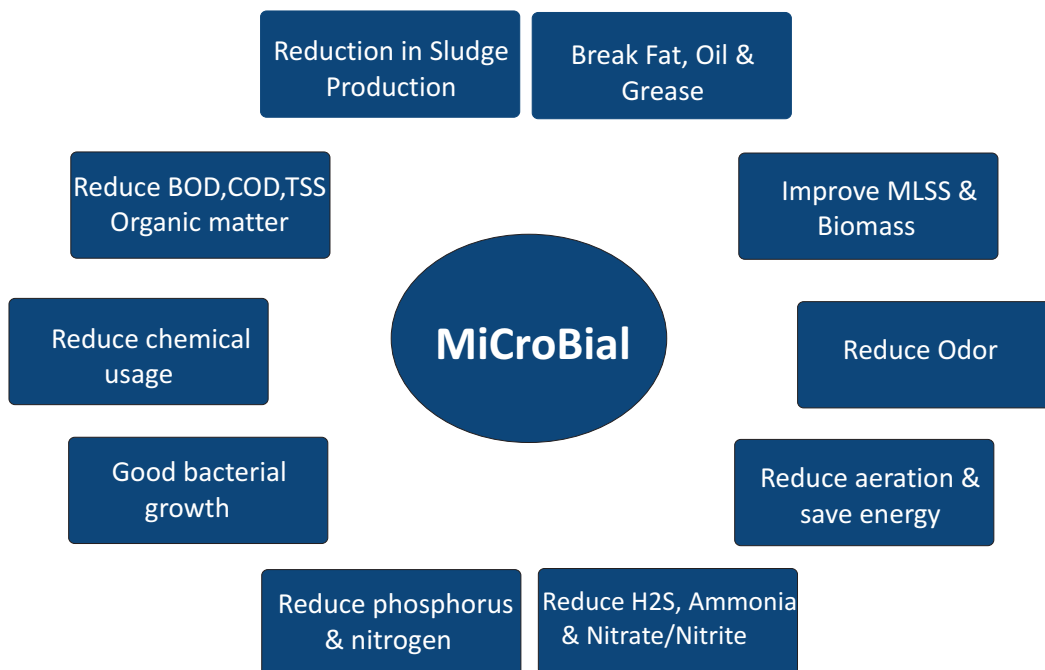 Reduction in Sludge
Production
Break Fat, Oil &
Grease
Reduce BOD,COD,TSS
Organic matter
Improve MLSS &
Biomass
MiCroBial
Reduce chemical
usage
Reduce Odor
Good bacterial
growth
Reduce aeration &
save energy
Reduce phosphorus
& nitrogen
Reduce H2S, Ammonia
& Nitrate/Nitrite